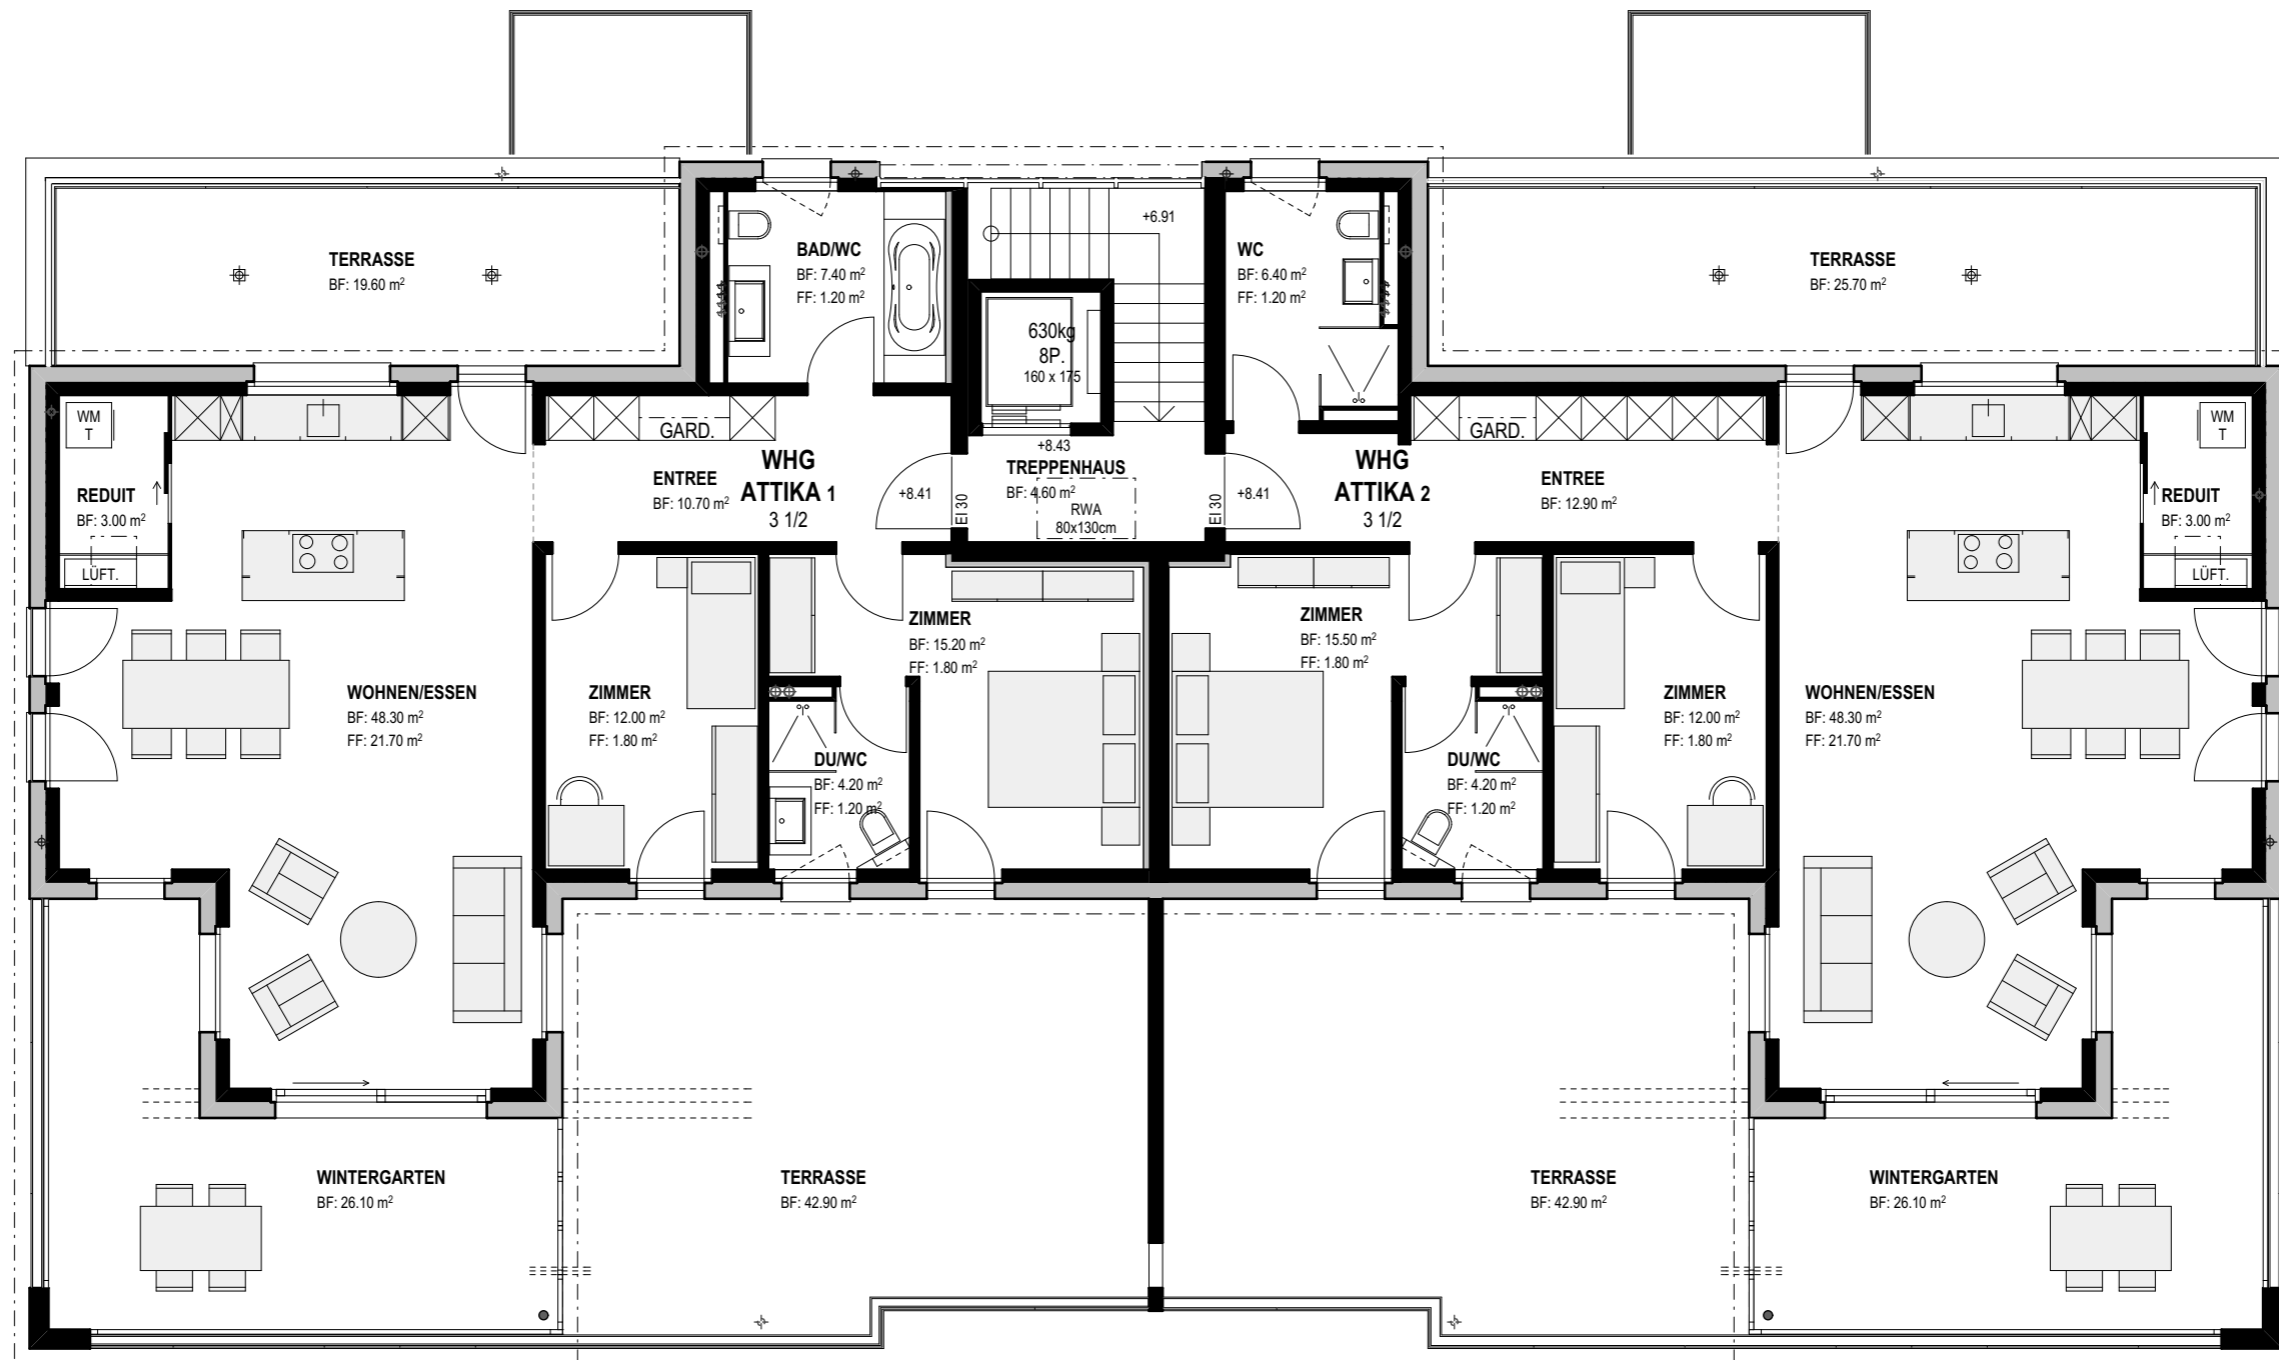 TERRASSE
BF: 19.60 m²
BAD/WC
BF: 7.40 m²
FF: 1.20 m²
+6.91
630kg
8P.
160 x 175
WC
BF: 6.40 m²
FF: 1.20 m²
TERRASSE
BF: 25.70 m²
WM
T
REDUIT
BF: 3.00 m²
LÜFT.
GARD.
ENTREE
BF: 10.70 m²
WHG
ATTIKA 1
3 1/2
+8.41
EI 30
+8.43
TREPPENHAUS
BF: 4.60 m²
RWA
80x130cm
EI 30
+8.41
WHG
ATTIKA 2
3 1/2
GARD.
ENTREE
BF: 12.90 m²
WM
T
REDUIT
BF: 3.00 m²
LÜFT.
WOHNEN/ESSEN
BF: 48.30 m²
FF: 21.70 m²
ZIMMER
BF: 12.00 m²
FF: 1.80 m²
DU/WC
BF: 4.20 m²
FF: 1.20 m²
ZIMMER
BF: 15.20 m²
FF: 1.80 m²
ZIMMER
BF: 15.50 m²
FF: 1.80 m²
DU/WC
BF: 4.20 m²
FF: 1.20 m²
ZIMMER
BF: 12.00 m²
FF: 1.80 m²
WOHNEN/ESSEN
BF: 48.30 m²
FF: 21.70 m²
WINTERGARTEN
BF: 26.10 m²
TERRASSE
BF: 42.90 m²
TERRASSE
BF: 42.90 m²
WINTERGARTEN
BF: 26.10 m²